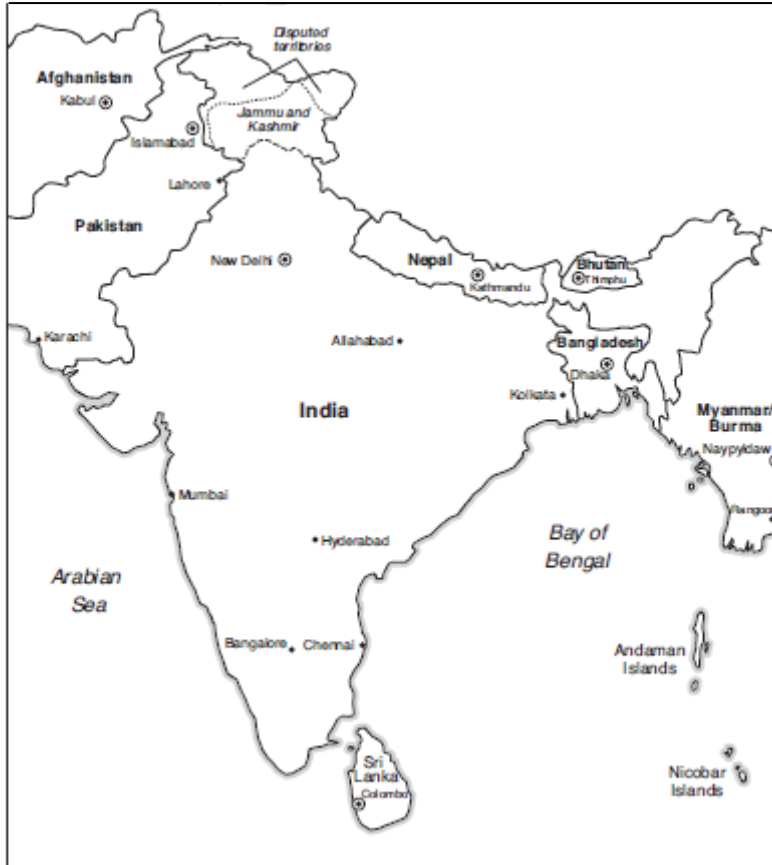 Disputed
territories
Afghanistan
Kabul
Jammu and
Kashmir
Islamabad
Lahore
Pakistan
New Delhi
Nepal
Kathmandu
Bhutan
Thimphu
Karachi
Allahabad
Bangladesh
Dhaka
Kolkata
India
Myanmar/
Burma
Naypyidaw
Mumbai
Rangoo
Hyderabad
Bay of
Bengal
Arabian
Sea
Bangalore
Chennai
Andaman
Islands
Sri
Lanka
Colombo
Nicobar
Islands